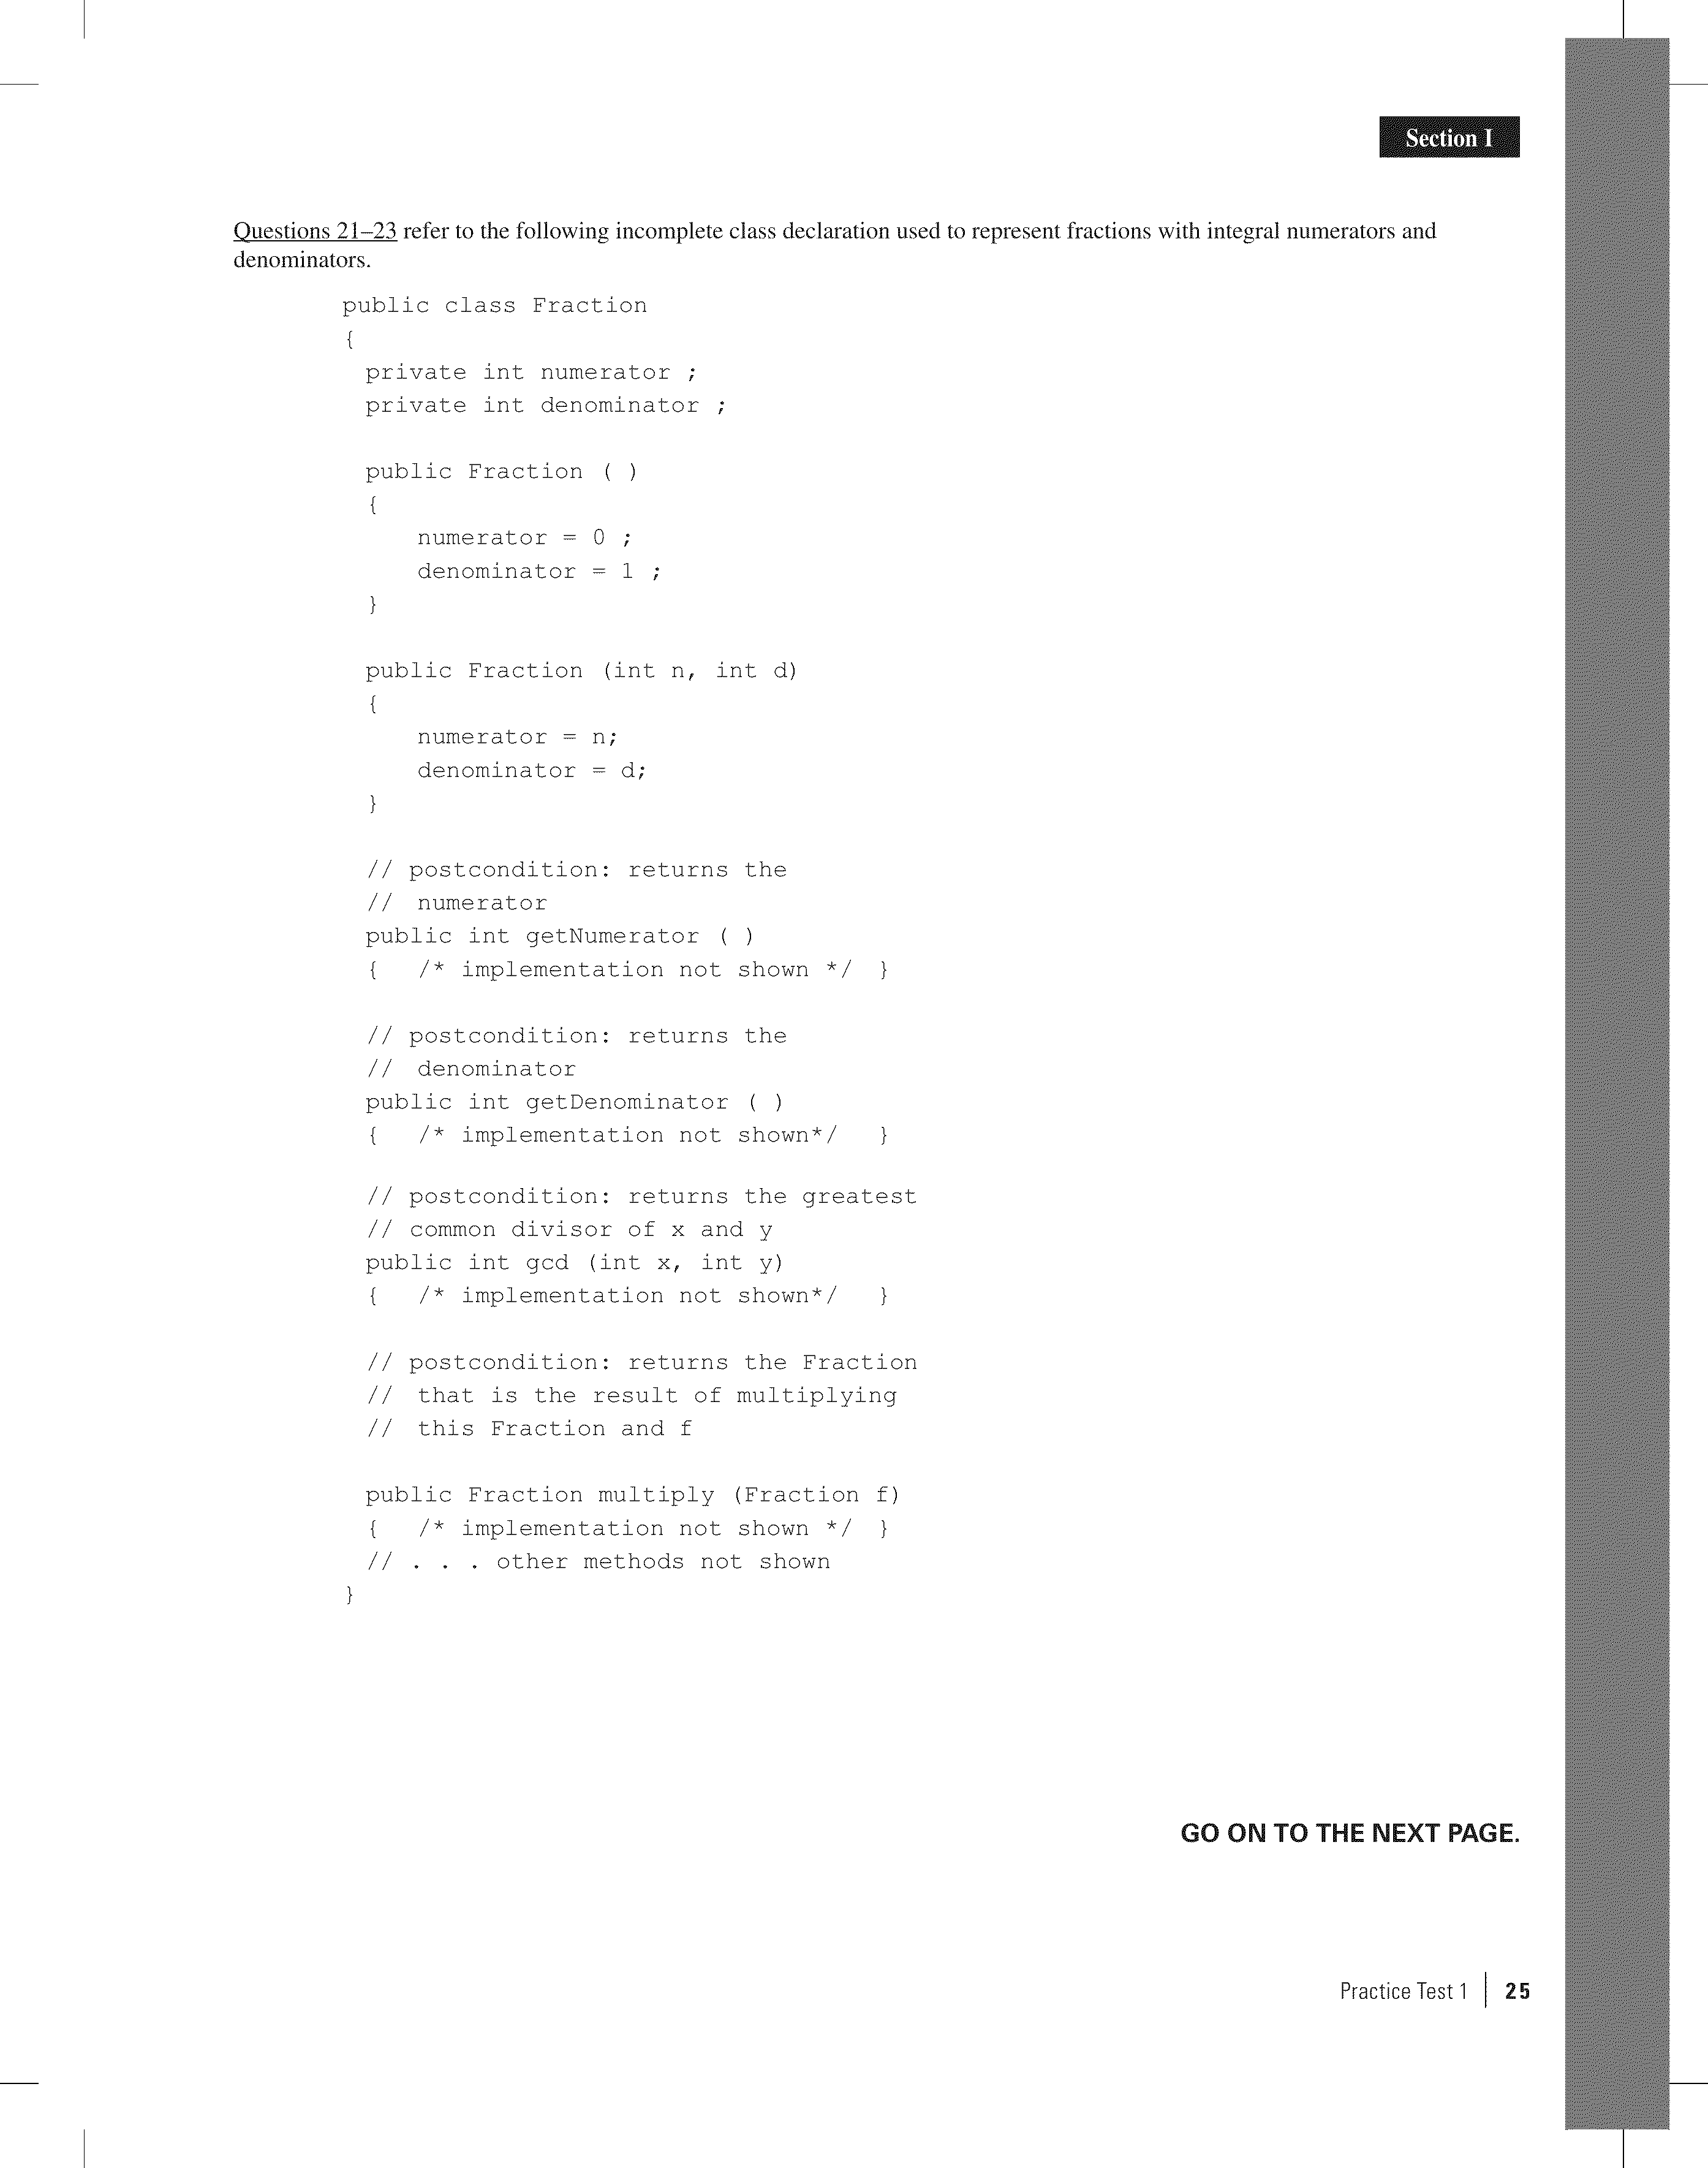 Section I
Questions 21–23 refer to the following incomplete class declaration used to represent fractions with integral numerators and
denominators.
public class Fraction
{
private int numerator ;
private int denominator ;
public Fraction ( )
{
numerator = 0 ;
denominator = 1 ;
}
public Fraction (int n, int d)
{
numerator = n;
denominator = d;
}
// postcondition: returns the
// numerator
public int getNumerator ( )
{ /* implementation not shown */ }
// postcondition: returns the
// denominator
public int getDenominator ( )
{ /* implementation not shown*/ }
// postcondition: returns the greatest
// common divisor of x and y
public int gcd (int x, int y)
{ /* implementation not shown*/ }
// postcondition: returns the Fraction
// that is the result of multiplying
// this Fraction and f
public Fraction multiply (Fraction f)
{ /* implementation not shown */ }
// . . . other methods not shown
}
GO ON TO THE NEXT PAGE.
Practice Test 1 | 25